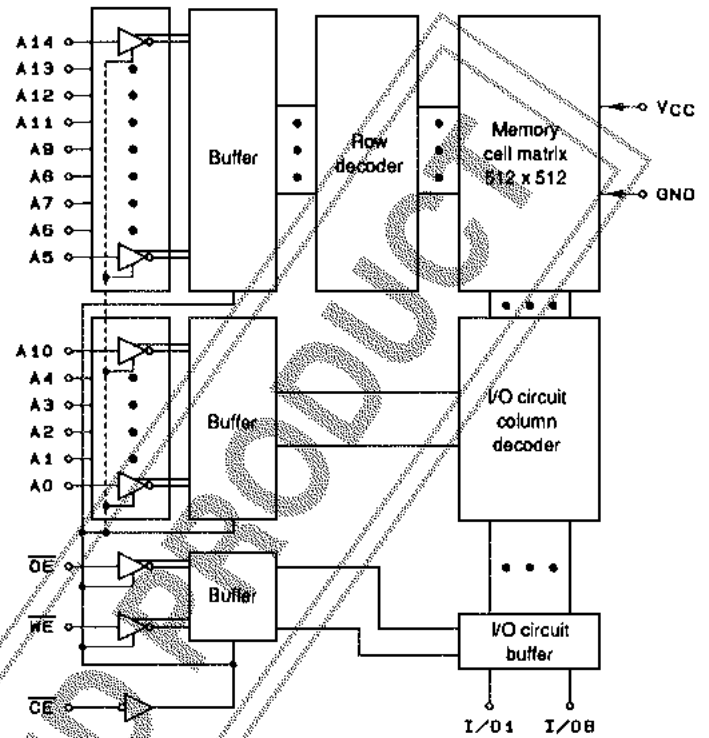 A14
A13
A12
A11
A9
A8
A7
A6
A5
Buffer
Row
decoder
Memory
cell matrix
512 x 512
VCC
GND
A10
A4
A3
A2
A1
A0
Buffer
I/O circuit
column
decoder
OE
WE
CE
Buffer
I/O circuit
buffer
I/O1 I/O8
D PRODUCT